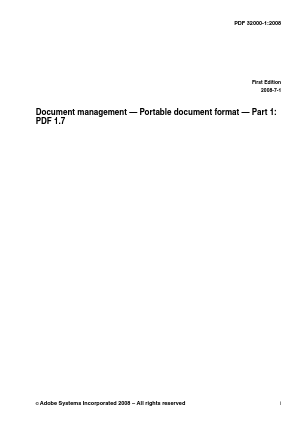 PDF 32000-1:2008
First Edition
2008-7-1
Document management — Portable document format — Part 1:
PDF 1.7
© Adobe Systems Incorporated 2008 – All rights reserved
i